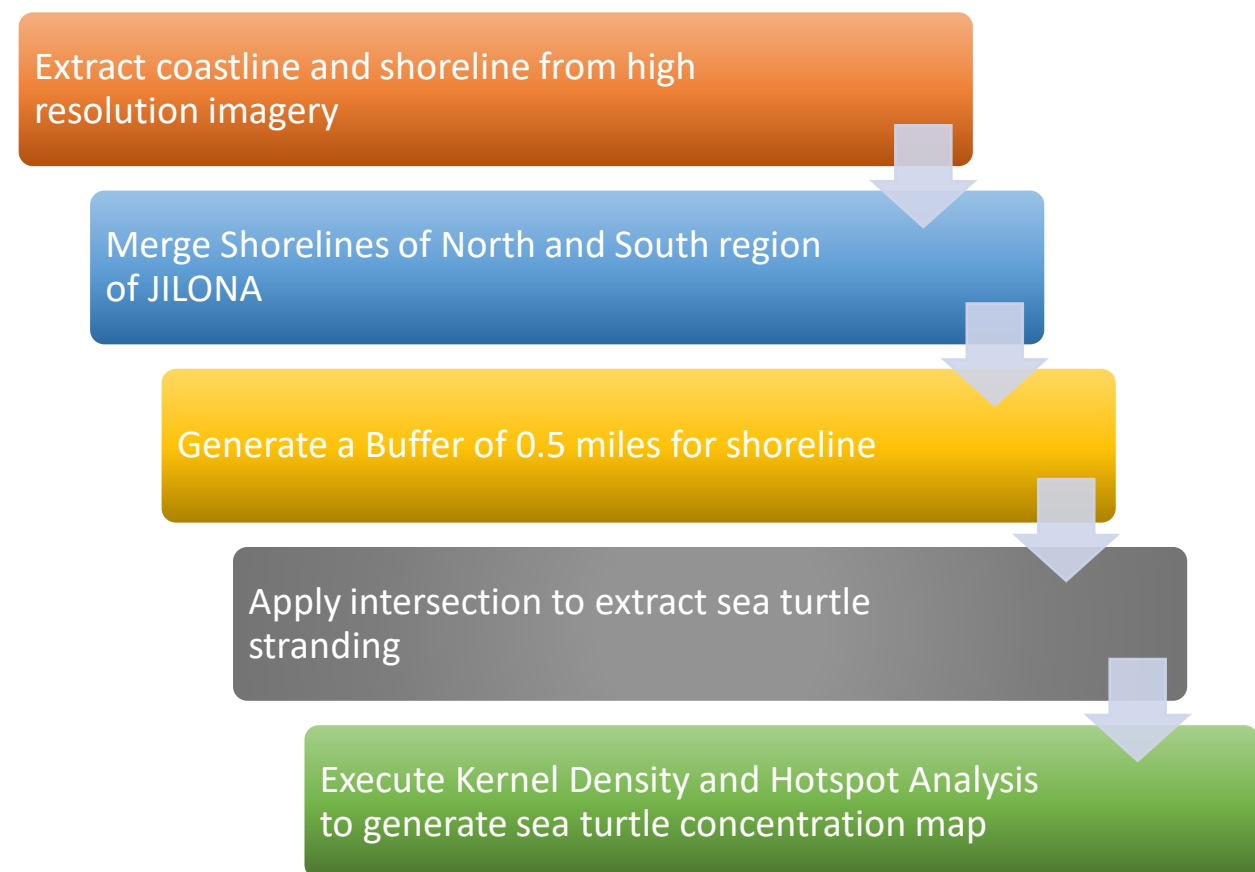 Extract coastline and shoreline from high
resolution imagery
Merge Shorelines of North and South region
of JILONA
Generate a Buffer of 0.5 miles for shoreline
Apply intersection to extract sea turtle
stranding
Execute Kernel Density and Hotspot Analysis
to generate sea turtle concentration map